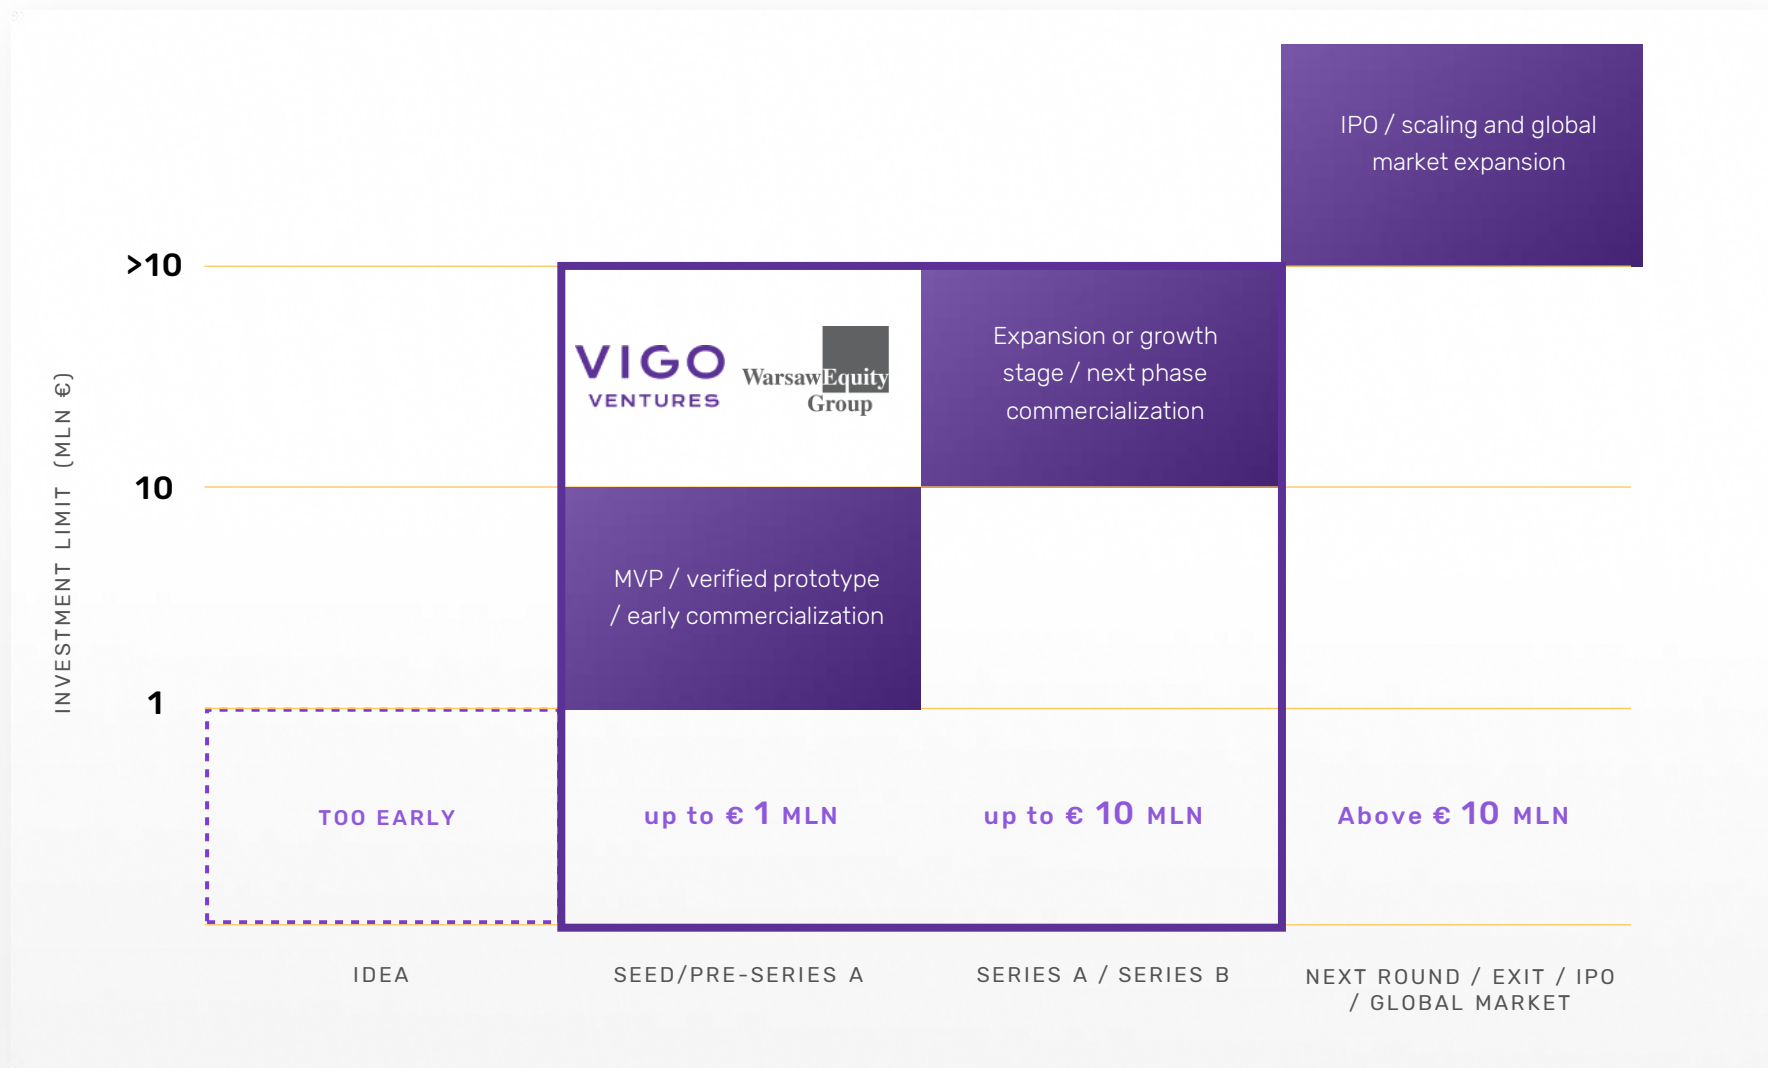 IPO / scaling and global
market expansion
>10
VIGO
VENTURES
WarsawEquity
Group
Expansion or growth
stage / next phase
commercialization
INVESTMENT LIMIT (MLN €)
10
MVP / verified prototype
/ early commercialization
1
TOO EARLY
up to € 1 MLN
up to € 10 MLN
Above € 10 MLN
IDEA
SEED/PRE-SERIES A
SERIES A / SERIES B
NEXT ROUND / EXIT / IPO
/ GLOBAL MARKET